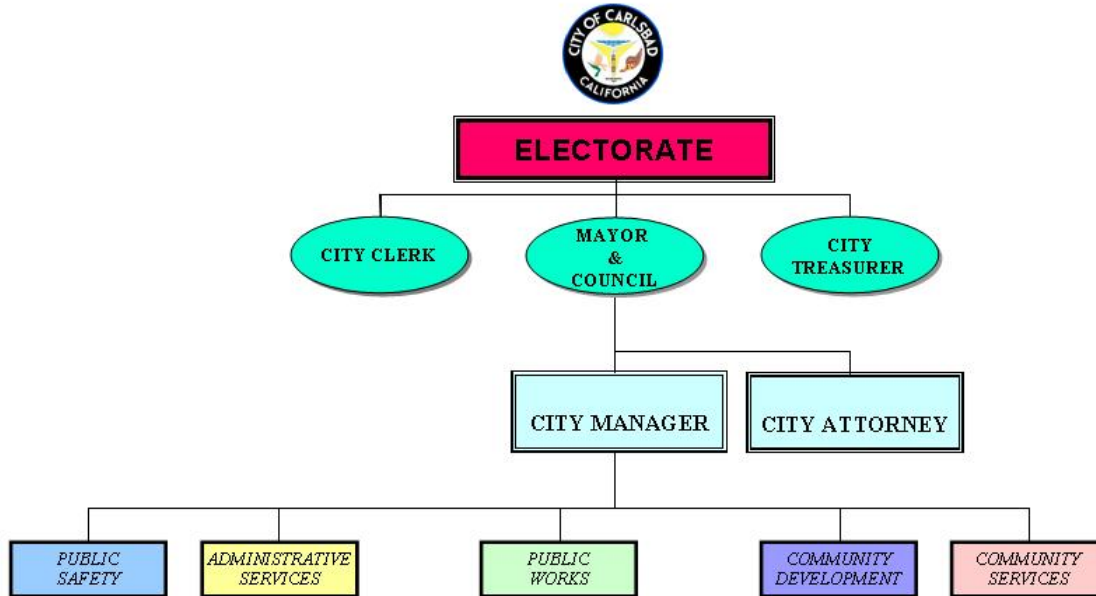 CITY OF CARLSBAD
CALIFORNIA
ELECTORATE
CITY CLERK
MAYOR
&
COUNCIL
CITY
TREASURER
CITY MANAGER
CITY ATTORNEY
PUBLIC
SAFETY
ADMINISTRATIVE
SERVICES
PUBLIC
WORKS
COMMUNITY
DEVELOPMENT
COMMUNITY
SERVICES